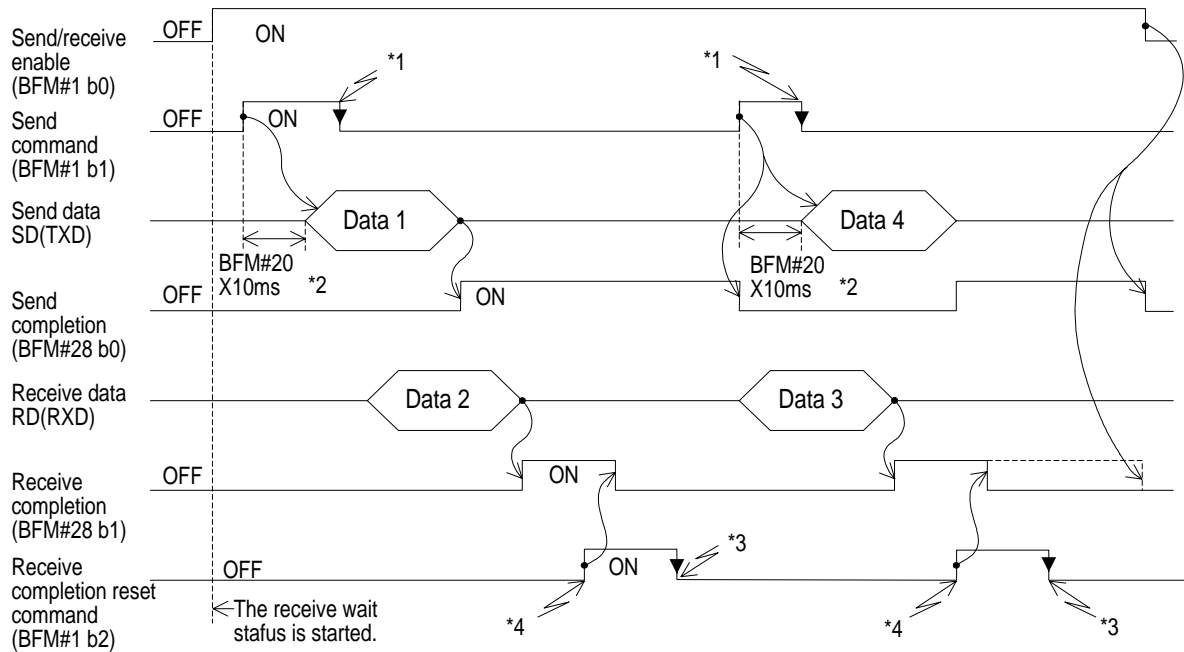 Send/receive
enable
(BFM#1 b0)
OFF
ON
*1
*1
Send
command
(BFM#1 b1)
OFF
ON
Send data
SD(TXD)
Data 1
Data 4
BFM#20
X10ms *2
BFM#20
X10ms *2
Send
completion
(BFM#28 b0)
OFF
ON
Receive data
RD(RXD)
Data 2
Data 3
Receive
completion
(BFM#28 b1)
OFF
ON
Receive
completion reset
command
(BFM#1 b2)
OFF
ON
*3
*4
*4
*3
The receive wait
stafus is started.